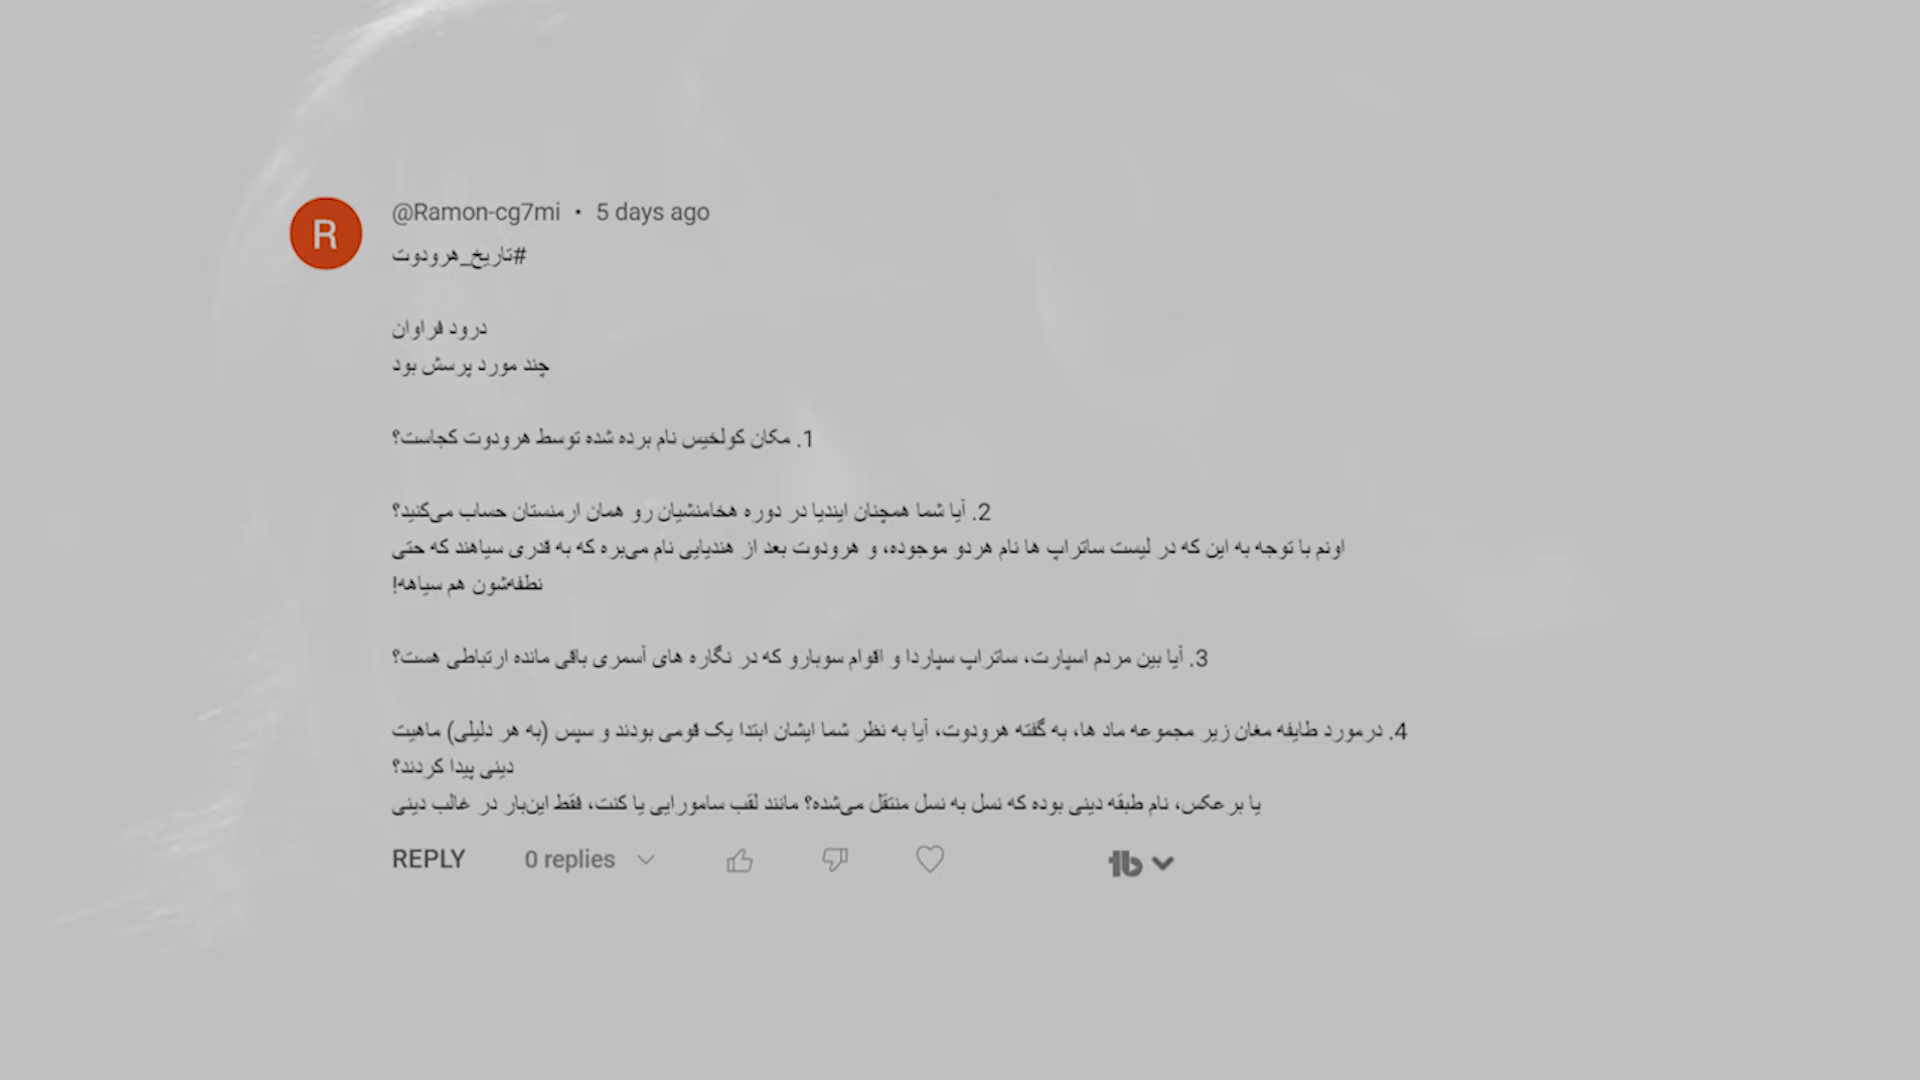 R
@Ramon-cg7mi • 5 days ago
#تاریخ_هرودوت
درود فراوان
چند مورد پرسش بود
1. مکان کولخیس نام برده شده توسط هرودوت کجاست؟
2. آیا شما همچنان ایندیا در دوره هخامنشیان رو همان ارمنستان حساب می‌کنید؟
اونم با توجه به این که در لیست ساتراپ ها نام هردو موجوده، و هرودوت بعد از هندیایی نام می‌بره که به قدری سیاهند که حتی
نطفه‌شون هم سیاهه!
3. آیا بین مردم اسپارت، ساتراپ سپاردا و اقوام سوبارو که در نگاره های آسمری باقی مانده ارتباطی هست؟
4. درمورد طایفه مغان زیر مجموعه ماد ها، به گفته هرودوت، آیا به نظر شما ایشان ابتدا یک قومی بودند و سپس (به هر دلیلی) ماهیت
دینی پیدا کردند؟
یا برعکس، نام طبقه دینی بوده که نسل به نسل منتقل می‌شده؟ مانند لقب سامورایی یا کنت، فقط این‌بار در غالب دینی
REPLY 0 replies
tb